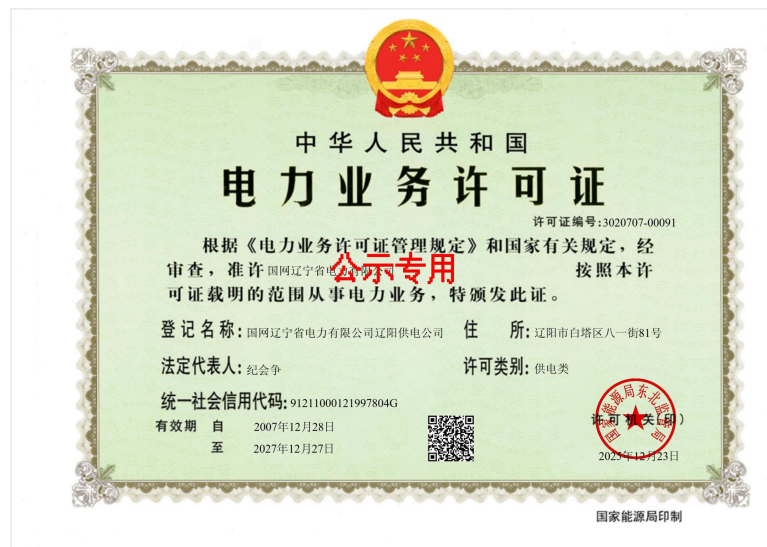 中华人民共和国
电力业务许可证
许可证编号:3020707-00091
根据《电力业务许可证管理规定》和国家有关规定，经
审查，准许 国网辽宁省电力有限公司 按照本许
公示专用
可证载明的范围从事电力业务，特颁发此证。
登记名称: 国网辽宁省电力有限公司辽阳供电公司 住 所: 辽阳市白塔区八一街81号
法定代表人: 纪会争 许可类别: 供电类
统一社会信用代码: 91211000121997804G
有效期 自 2007年12月28日
至 2027年12月27日
国家能源局东北监管局
许可机关(印)
2025年12月23日
国家能源局印制